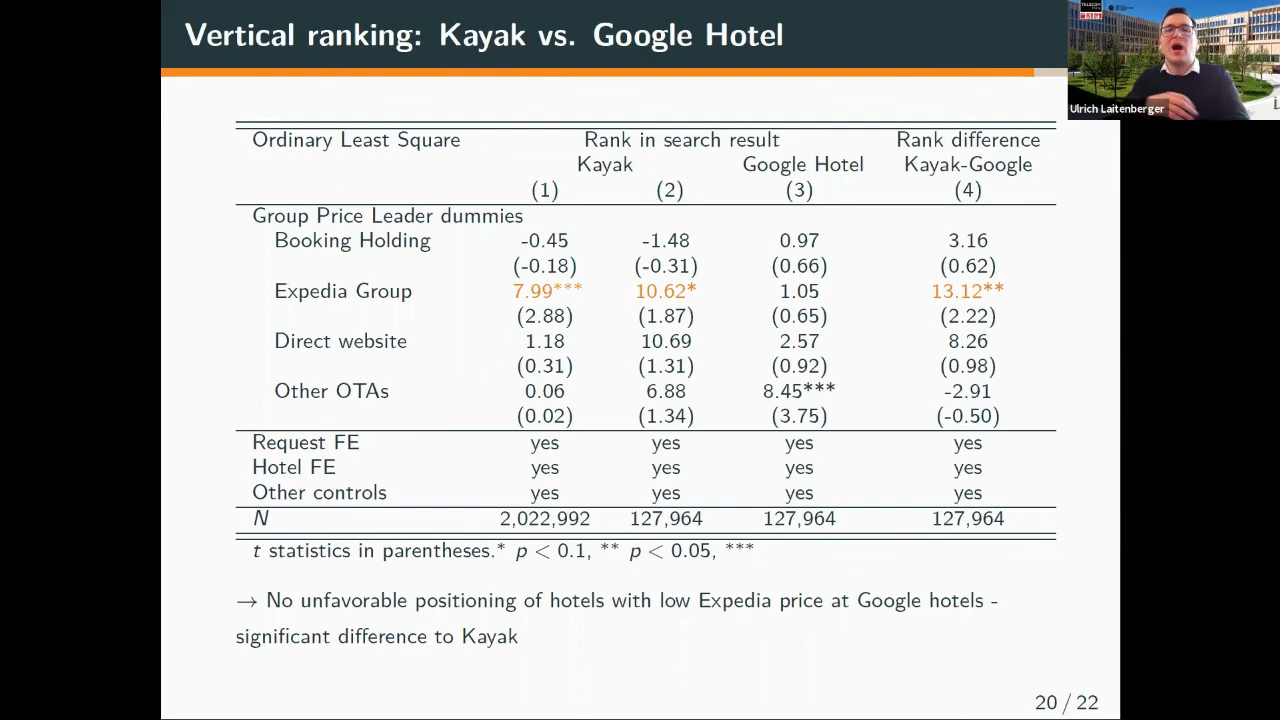 Vertical ranking: Kayak vs. Google Hotel
TELECOM
Ulrich Laitenberger
Ordinary Least Square Rank in search result Rank difference
Kayak Google Hotel Kayak-Google
(1) (2) (3) (4)
Group Price Leader dummies
Booking Holding -0.45 -1.48 0.97 3.16
(-0.18) (-0.31) (0.66) (0.62)
Expedia Group 7.99*** 10.62* 1.05 13.12**
(2.88) (1.87) (0.65) (2.22)
Direct website 1.18 10.69 2.57 8.26
(0.31) (1.31) (0.92) (0.98)
Other OTAs 0.06 6.88 8.45*** -2.91
(0.02) (1.34) (3.75) (-0.50)
Request FE yes yes yes yes
Hotel FE yes yes yes yes
Other controls yes yes yes yes
N 2,022,992 127,964 127,964 127,964
t statistics in parentheses.* p < 0.1, ** p < 0.05, ***
→ No unfavorable positioning of hotels with low Expedia price at Google hotels -
significant difference to Kayak
20 / 22